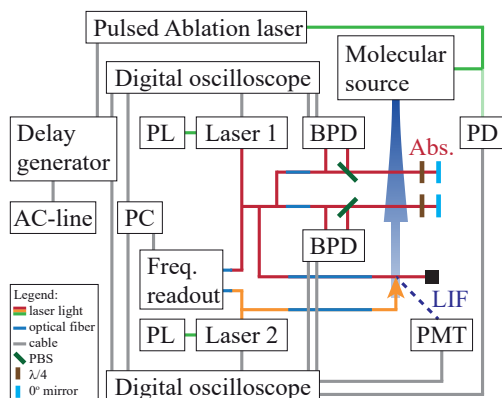 Pulsed Ablation laser
Molecular
source
Digital oscilloscope
Delay
generator
PL
Laser 1
BPD
PD
Abs.
AC-line
PC
BPD
Freq.
readout
LIF
Legend:
laser light
optical fiber
cable
PBS
λ/4
0º mirror
PL
Laser 2
PMT
Digital oscilloscope